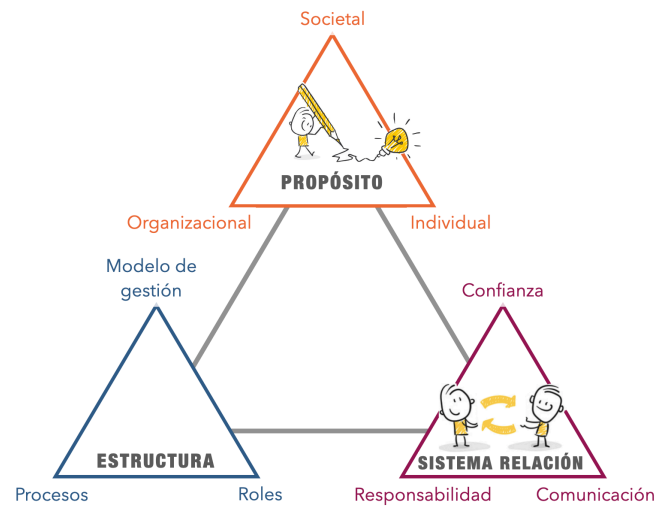 Societal
PROPÓSITO
Organizacional
Individual
Modelo de
gestión
Confianza
ESTRUCTURA
SISTEMA RELACIÓN
Procesos
Roles
Responsabilidad
Comunicación